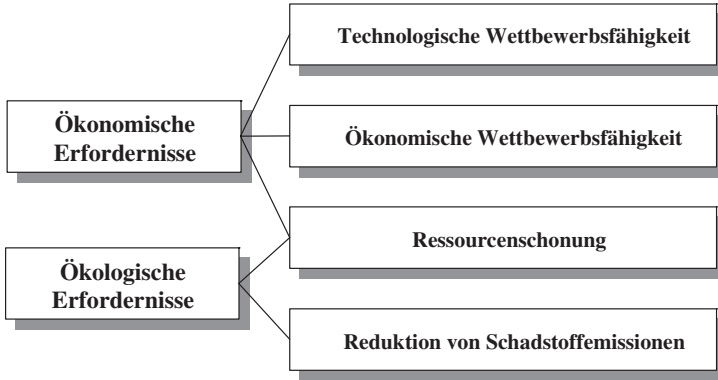 Technologische Wettbewerbsfähigkeit
Ökonomische
Erfordernisse
Ökonomische Wettbewerbsfähigkeit
Ressourcenschonung
Ökologische
Erfordernisse
Reduktion von Schadstoffemissionen